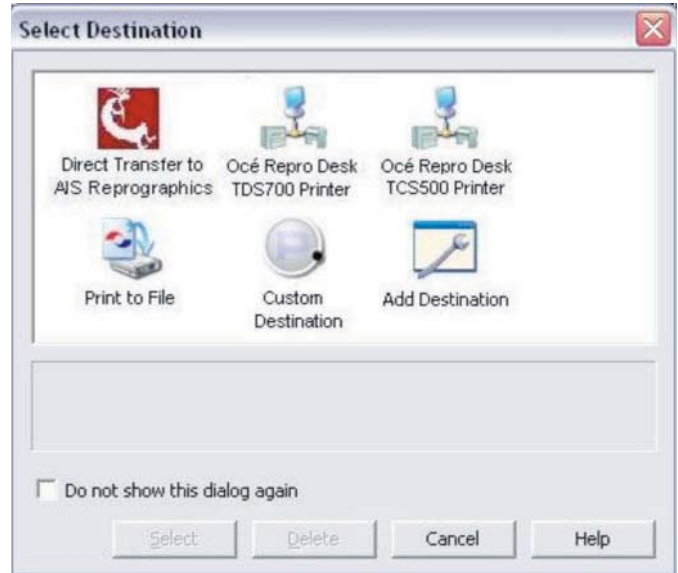 Select Destination
Direct Transfer to
AIS Reprographics
Océ Repro Desk
TDS700 Printer
Océ Repro Desk
TCS500 Printer
Print to File
Custom
Destination
Add Destination
Do not show this dialog again
Select
Delete
Cancel
Help